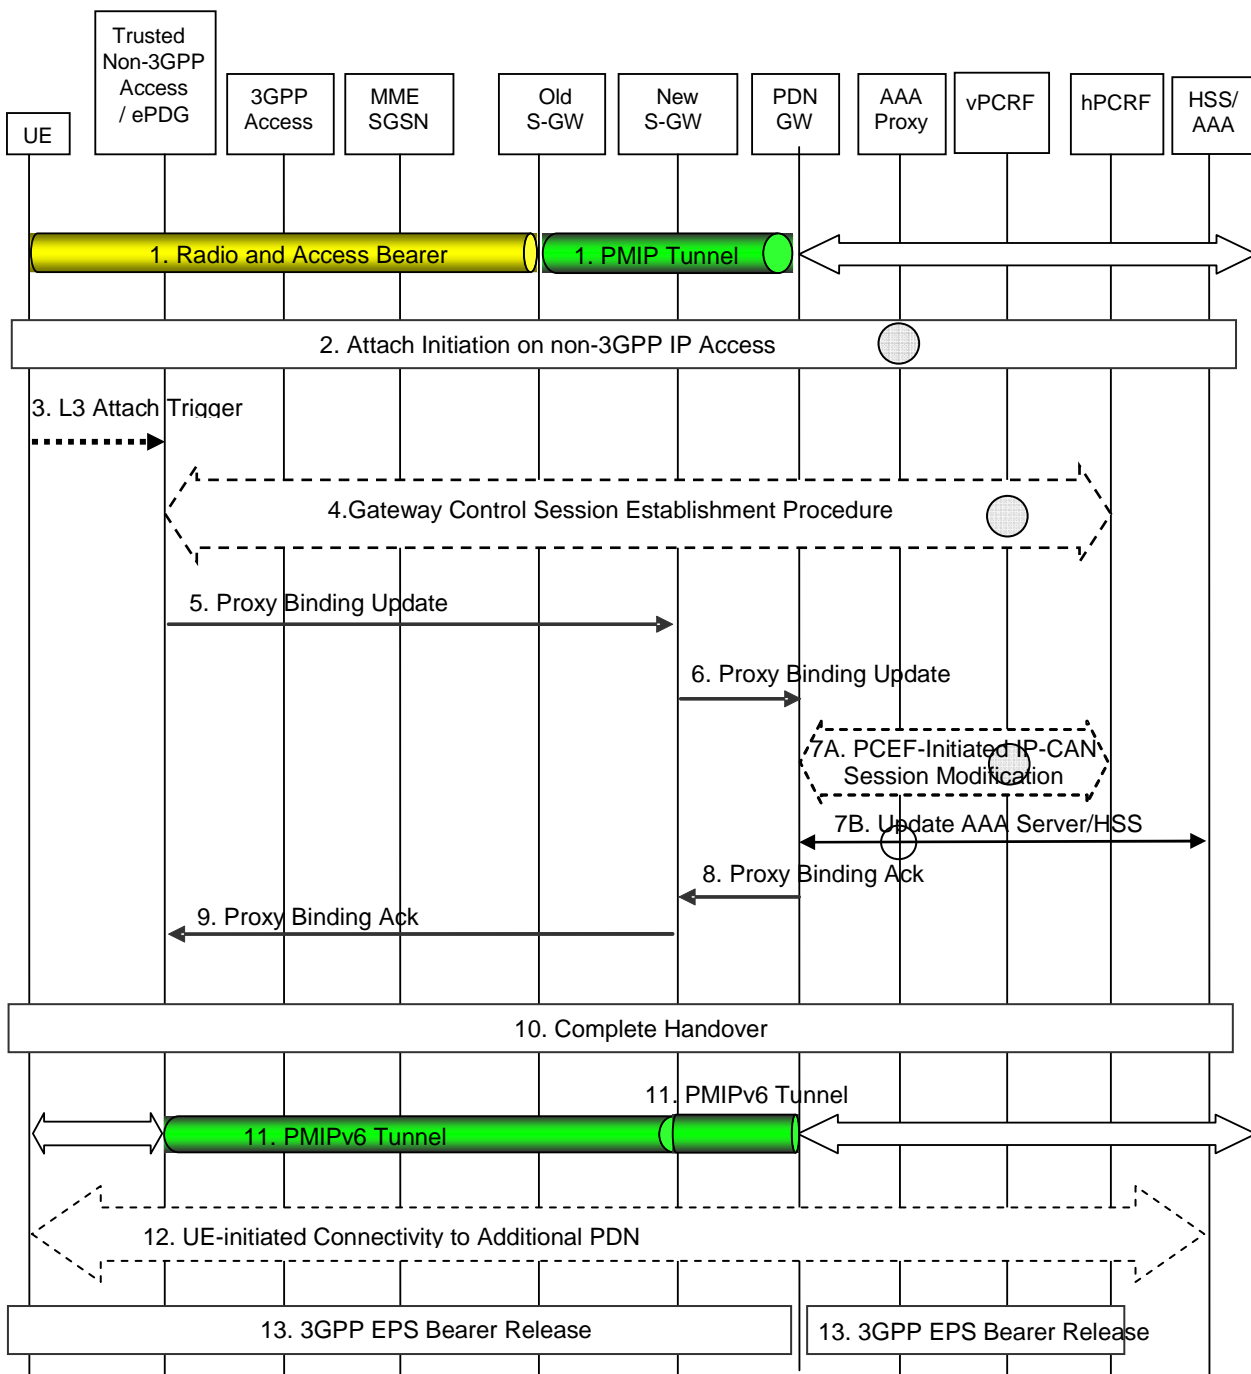 Trusted
Non-3GPP
Access
/ ePDG
UE
3GPP
Access
MME
SGSN
Old
S-GW
New
S-GW
PDN
GW
AAA
Proxy
vPCRF
hPCRF
HSS/
AAA
1. Radio and Access Bearer
1. PMIP Tunnel
2. Attach Initiation on non-3GPP IP Access
3. L3 Attach Trigger
4.Gateway Control Session Establishment Procedure
5. Proxy Binding Update
6. Proxy Binding Update
7A. PCEF-Initiated IP-CAN
Session Modification
7B. Update AAA Server/HSS
8. Proxy Binding Ack
9. Proxy Binding Ack
10. Complete Handover
11. PMIPv6 Tunnel
11. PMIPv6 Tunnel
12. UE-initiated Connectivity to Additional PDN
13. 3GPP EPS Bearer Release
13. 3GPP EPS Bearer Release